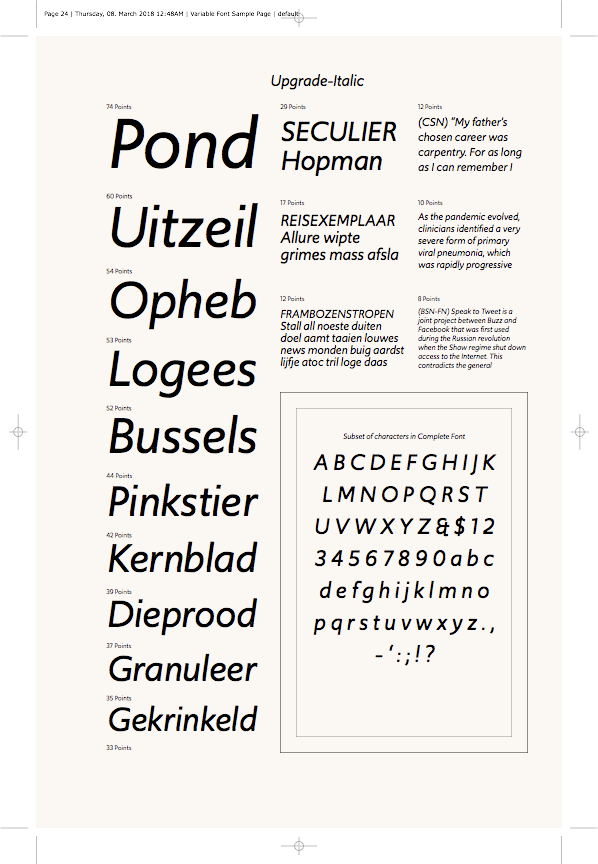 Page 24 | Thursday, 08. March 2018 12:48AM | Variable Font Sample Page | default
Upgrade-Italic
74 Points
Pond
60 Points
Uitzeil
54 Points
Opheb
53 Points
Logees
52 Points
Bussels
44 Points
Pinkstier
42 Points
Kernblad
39 Points
Dieprood
37 Points
Granuleer
35 Points
Gekrinkeld
33 Points
29 Points
SECULIER
Hopman
17 Points
REISEXEMPLAAR
Allure wipte
grimes mass afsla
12 Points
FRAMBOZENSTROPEN
Stall all noeste duiten
doel aamt taaien louwes
news monden buig aardst
lijfje atoc tril loge daas
12 Points
(CSN) "My father's
chosen career was
carpentry. For as long
as I can remember I
10 Points
As the pandemic evolved,
clinicians identified a very
severe form of primary
viral pneumonia, which
was rapidly progressive
8 Points
(BSN-FN) Speak to Tweet is a
joint project between Buzz and
Facebook that was first used
during the Russian revolution
when the Shaw regime shut down
access to the Internet. This
contradicts the general
Subset of characters in Complete Font
A B C D E F G H I J K
L M N O P Q R S T
U V W X Y Z & $ 1 2
3 4 5 6 7 8 9 0 a b c
d e f g h i j k l m n o
p q r s t u v w x y z . ,
- ' : ; ! ?